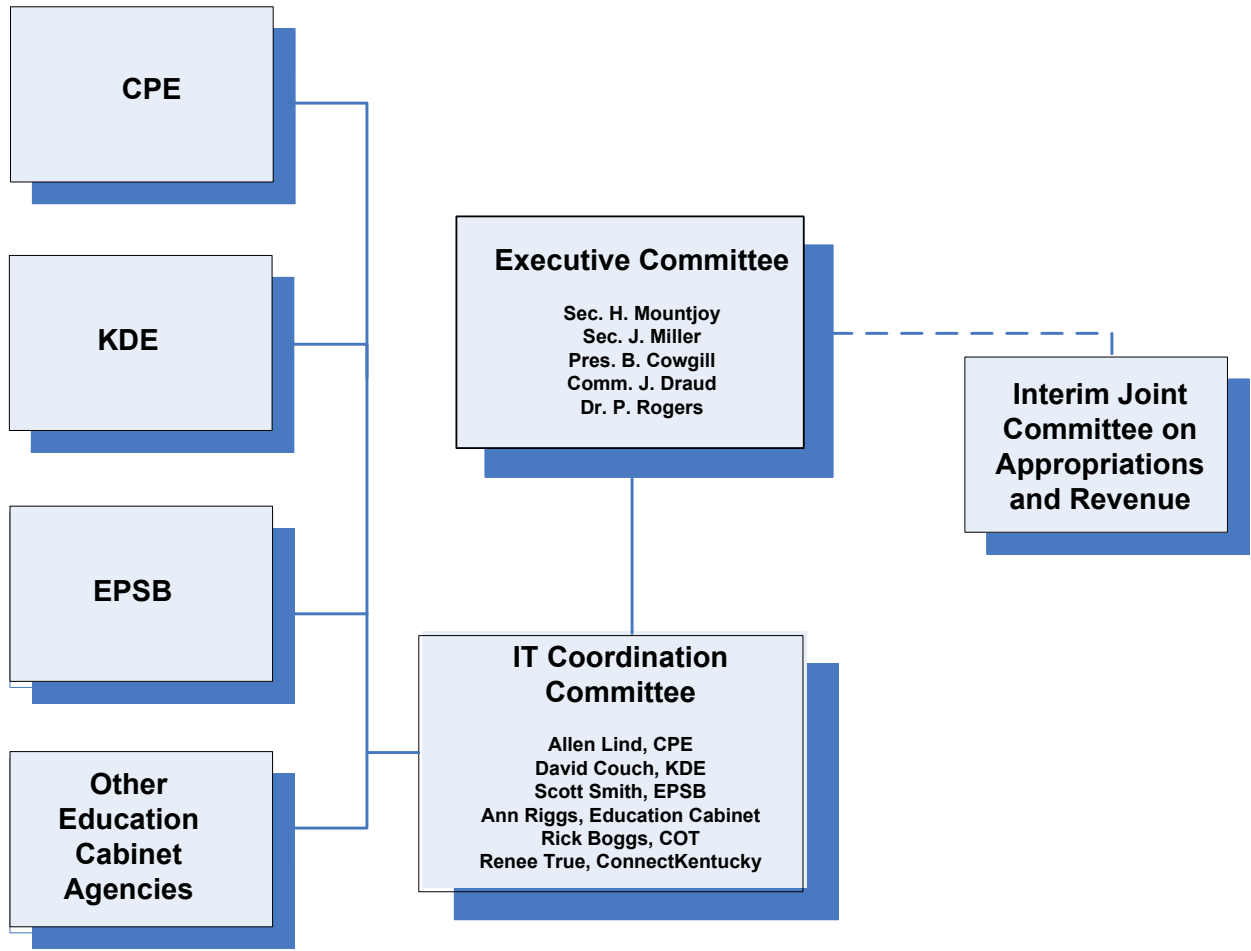 CPE
KDE
EPSB
Other
Education
Cabinet
Agencies
Executive Committee
Sec. H. Mountjoy
Sec. J. Miller
Pres. B. Cowgill
Comm. J. Draud
Dr. P. Rogers
IT Coordination
Committee
Allen Lind, CPE
David Couch, KDE
Scott Smith, EPSB
Ann Riggs, Education Cabinet
Rick Boggs, COT
Renee True, ConnectKentucky
Interim Joint
Committee on
Appropriations
and Revenue